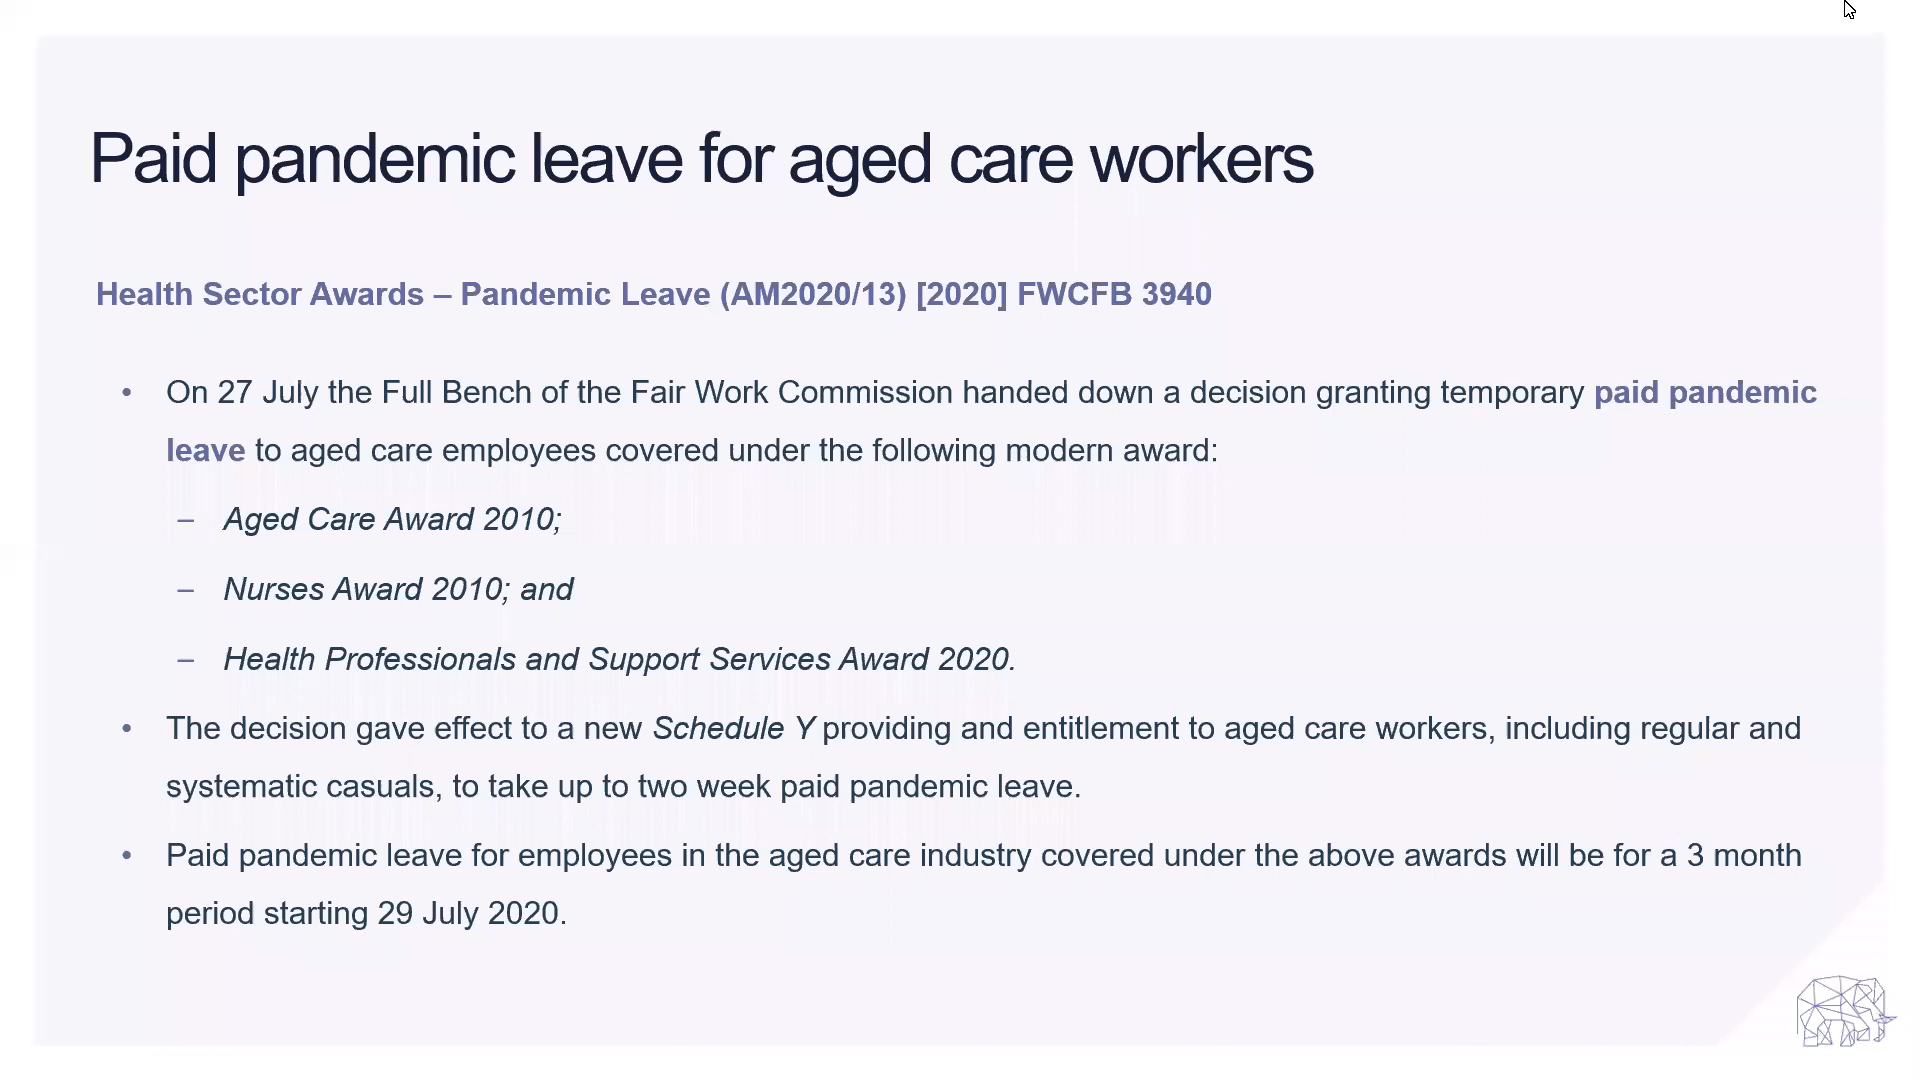 Paid pandemic leave for aged care workers
Health Sector Awards – Pandemic Leave (AM2020/13) [2020] FWCFB 3940
• On 27 July the Full Bench of the Fair Work Commission handed down a decision granting temporary paid pandemic
leave to aged care employees covered under the following modern award:
– Aged Care Award 2010;
– Nurses Award 2010; and
– Health Professionals and Support Services Award 2020.
• The decision gave effect to a new Schedule Y providing and entitlement to aged care workers, including regular and
systematic casuals, to take up to two week paid pandemic leave.
• Paid pandemic leave for employees in the aged care industry covered under the above awards will be for a 3 month
period starting 29 July 2020.